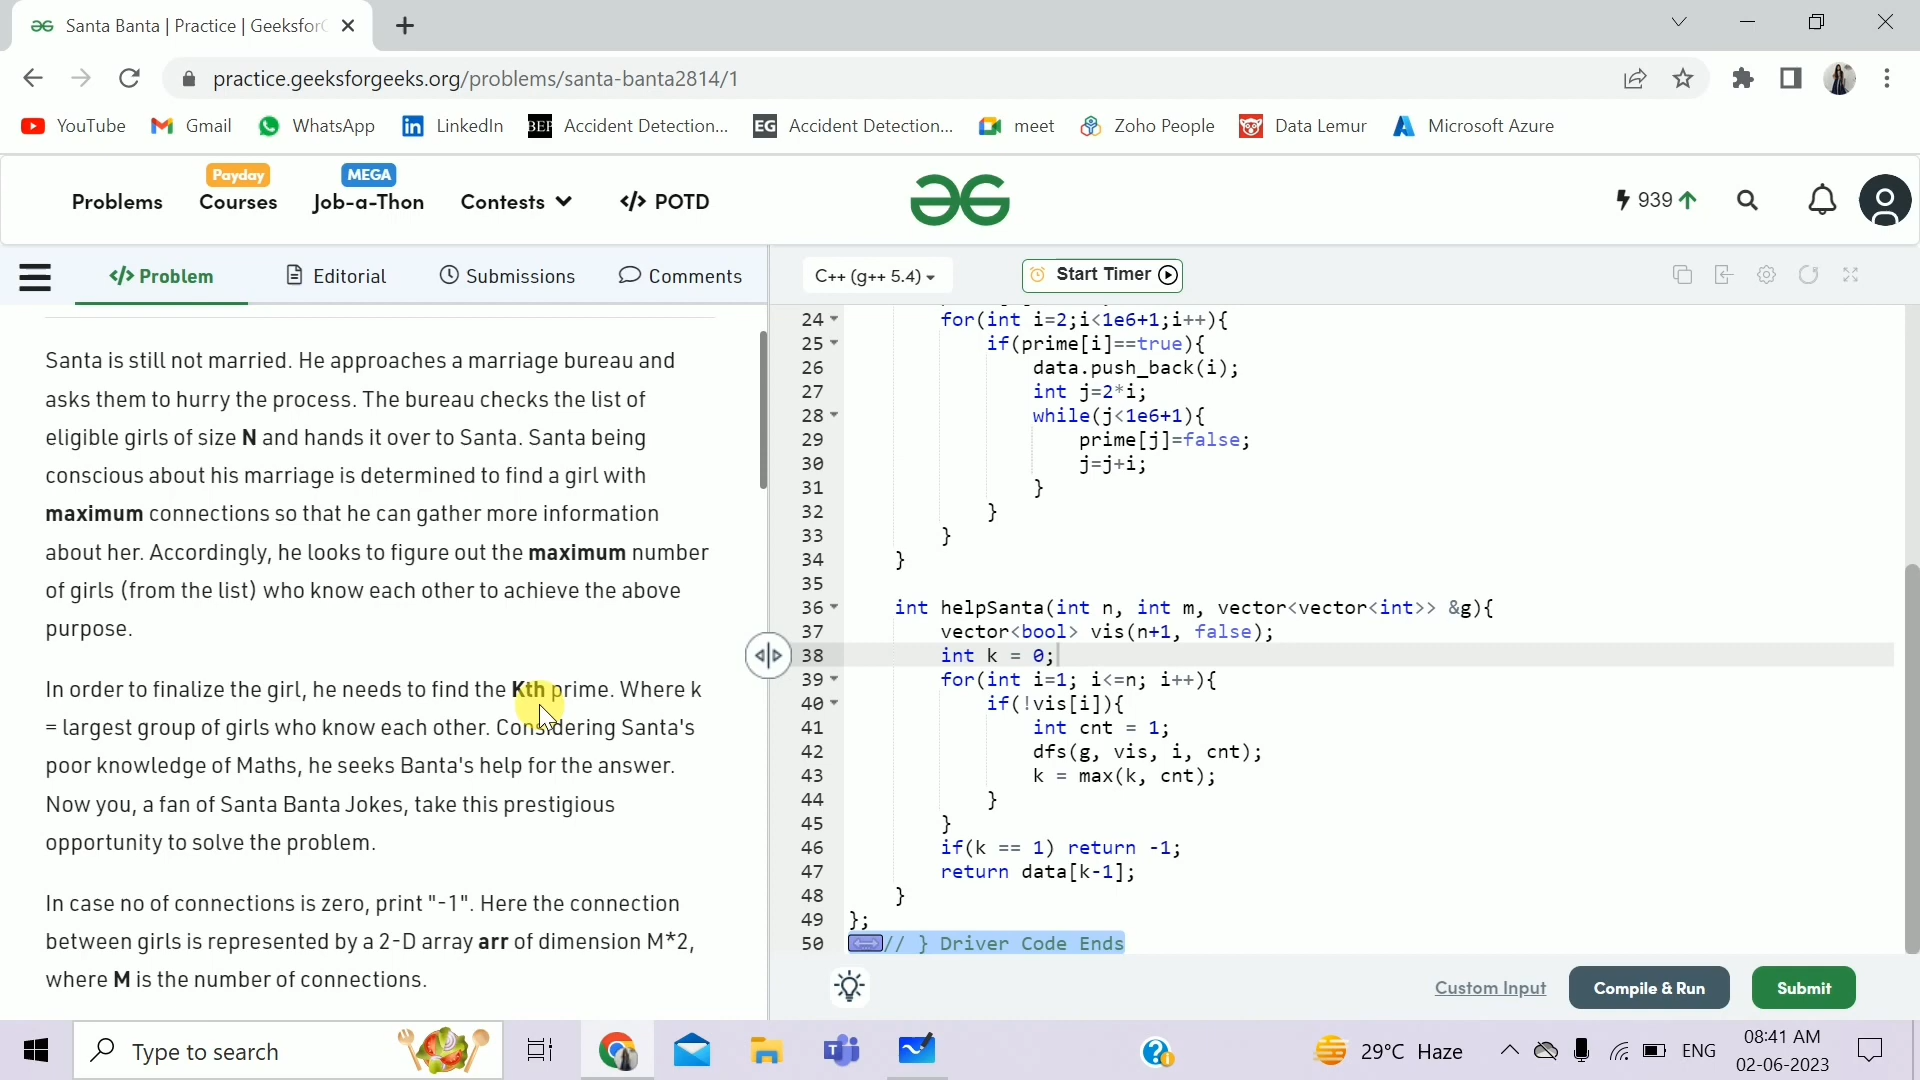 Santa Banta | Practice | Geeksfor
practice.geeksforgeeks.org/problems/santa-banta2814/1
YouTube Gmail WhatsApp LinkedIn BEP Accident Detection... EG Accident Detection... meet Zoho People Data Lemur Microsoft Azure
Payday MEGA
Problems Courses Job-a-Thon Contests </> POTD 939
</> Problem Editorial Submissions Comments
C++ (g++ 5.4) Start Timer
Santa is still not married. He approaches a marriage bureau and
asks them to hurry the process. The bureau checks the list of
eligible girls of size N and hands it over to Santa. Santa being
conscious about his marriage is determined to find a girl with
maximum connections so that he can gather more information
about her. Accordingly, he looks to figure out the maximum number
of girls (from the list) who know each other to achieve the above
purpose.
In order to finalize the girl, he needs to find the Kth prime. Where k
= largest group of girls who know each other. Considering Santa's
poor knowledge of Maths, he seeks Banta's help for the answer.
Now you, a fan of Santa Banta Jokes, take this prestigious
opportunity to solve the problem.
In case no of connections is zero, print "-1". Here the connection
between girls is represented by a 2-D array arr of dimension M*2,
where M is the number of connections.
24 for(int i=2;i<1e6+1;i++){
25 if(prime[i]==true){
26 data.push_back(i);
27 int j=2*i;
28 while(j<1e6+1){
29 prime[j]=false;
30 j=j+i;
31 }
32 }
33 }
34 }
35
36 int helpSanta(int n, int m, vector<vector<int>> &g){
37 vector<bool> vis(n+1, false);
38 int k = 0;
39 for(int i=1; i<=n; i++){
40 if(!vis[i]){
41 int cnt = 1;
42 dfs(g, vis, i, cnt);
43 k = max(k, cnt);
44 }
45 }
46 if(k == 1) return -1;
47 return data[k-1];
48 }
49 };
50 // } Driver Code Ends
Custom Input Compile & Run Submit
Type to search 29°C Haze ENG 08:41 AM
02-06-2023